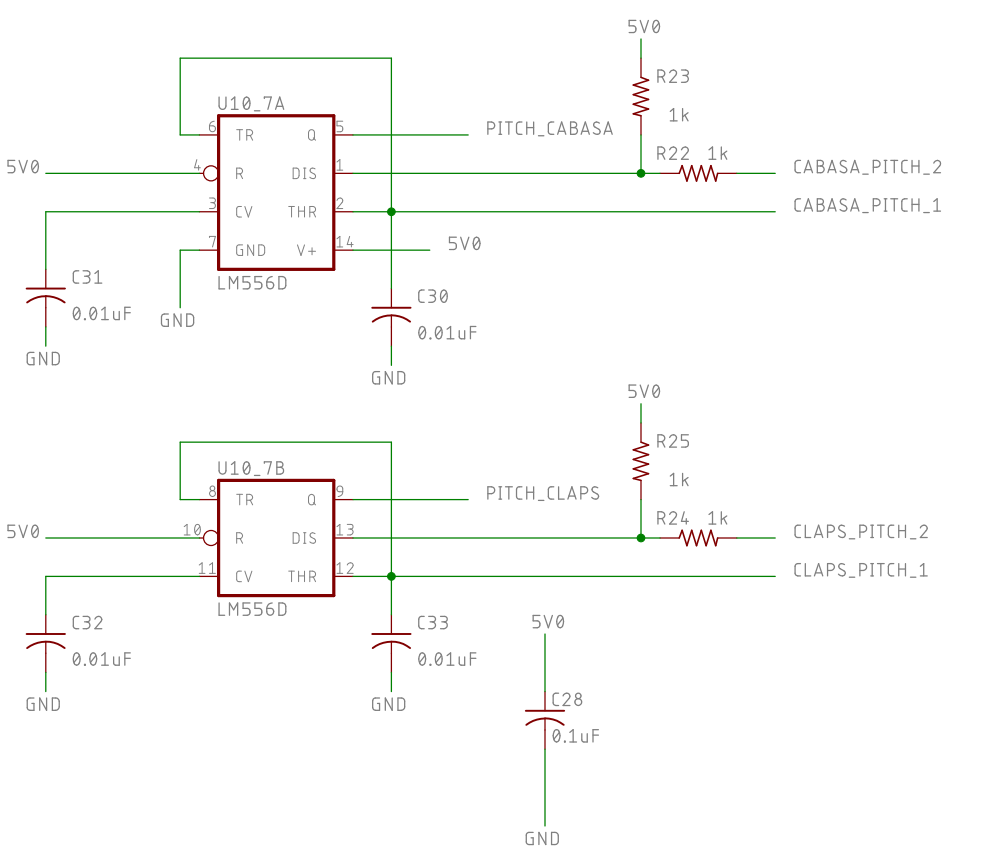 5V0
R23
1k
U10_7A
6
TR
Q
5
PITCH_CABASA
5V0
4
R
DIS
1
R22 1k
CABASA_PITCH_2
3
CV
THR
2
CABASA_PITCH_1
7
GND
V+
14
5V0
LM556D
C31
0.01uF
GND
GND
C30
0.01uF
GND
5V0
R25
1k
U10_7B
8
TR
Q
9
PITCH_CLAPS
5V0
10
R
DIS
13
R24 1k
CLAPS_PITCH_2
11
CV
THR
12
CLAPS_PITCH_1
LM556D
C32
0.01uF
GND
C33
0.01uF
GND
5V0
C28
0.1uF
GND